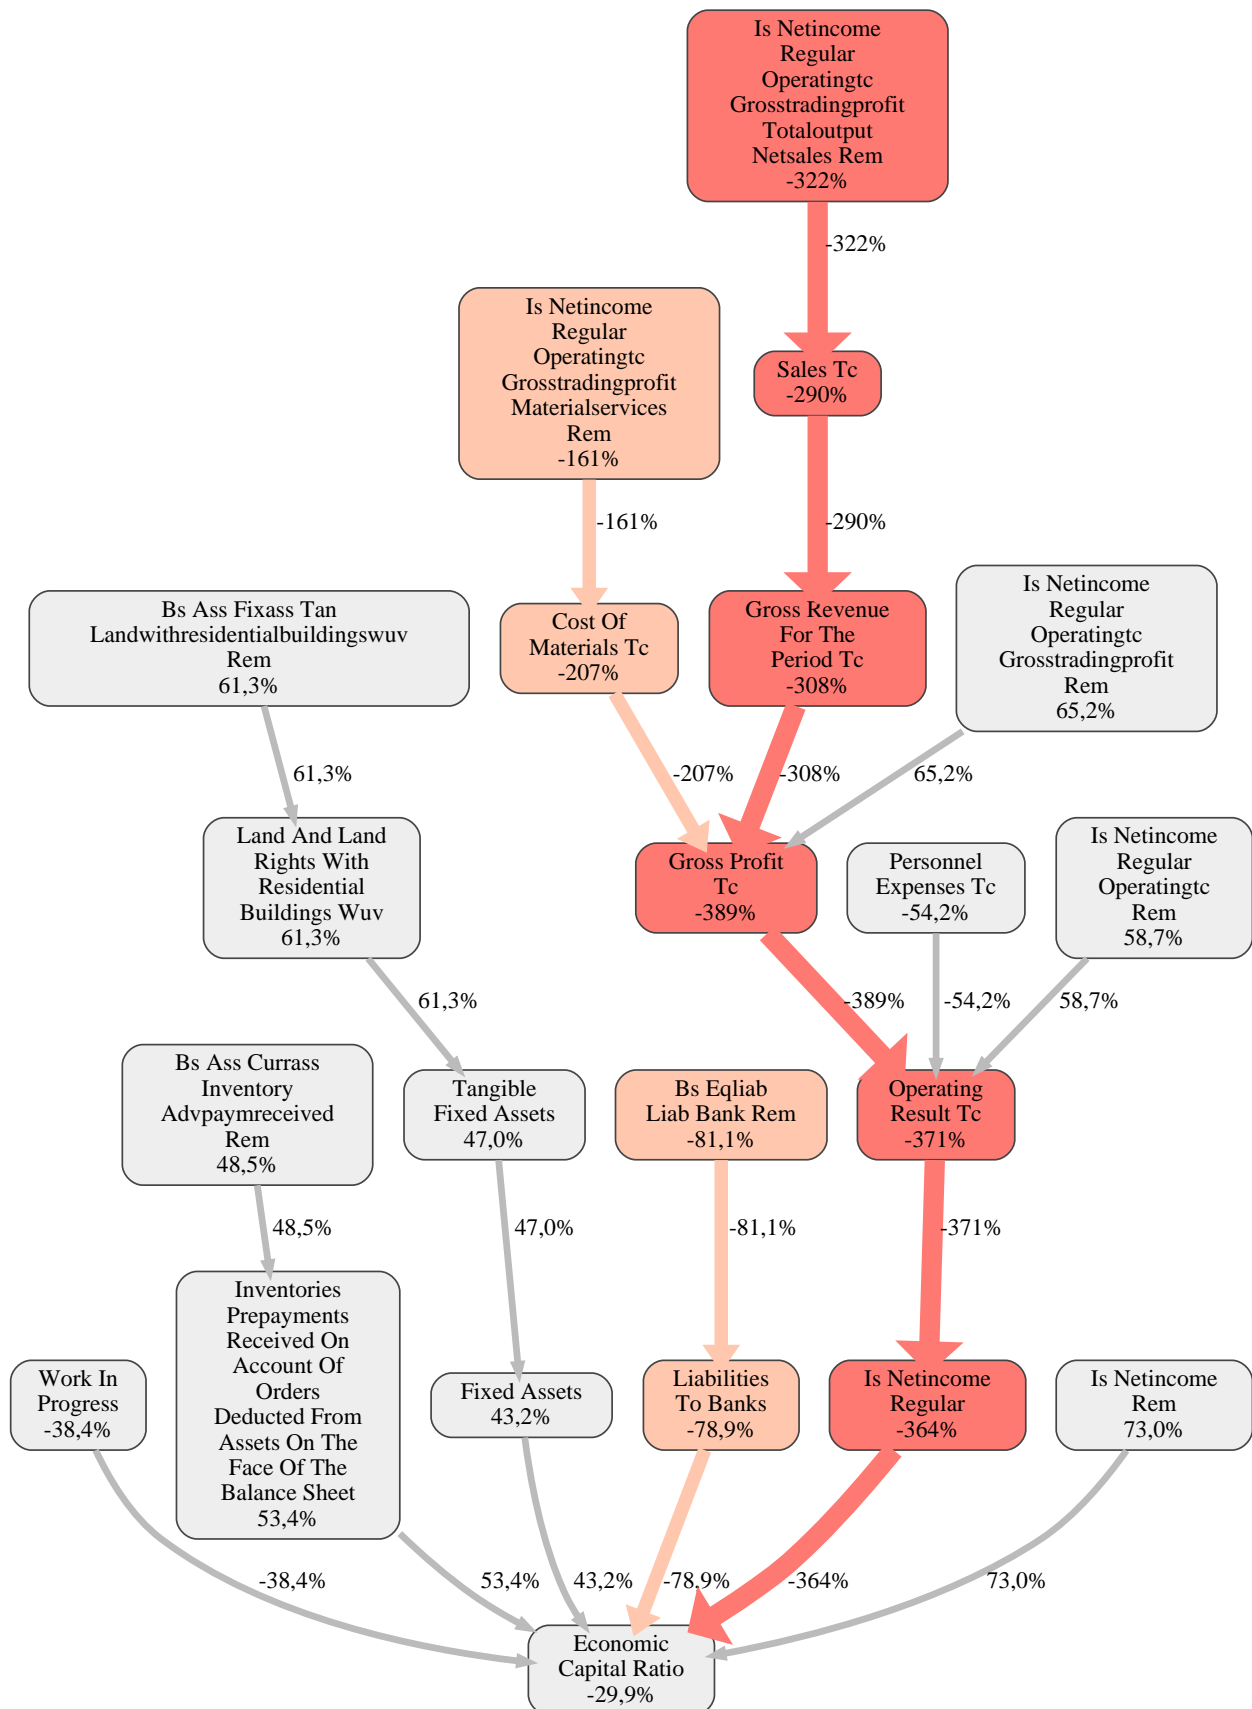 Is Netincome
Regular
Operatingtc
Grosstradingprofit
Totaloutput
Netsales Rem
-322%
-322%
Is Netincome
Regular
Operatingtc
Grosstradingprofit
Materialservices
Rem
-161%
Sales Tc
-290%
-161%
-290%
Bs Ass Fixass Tan
Landwithresidentialbuildingswuv
Rem
61,3%
Cost Of
Materials Tc
-207%
Gross Revenue
For The
Period Tc
-308%
Is Netincome
Regular
Operatingtc
Grosstradingprofit
Rem
65,2%
61,3%
-207%
-308%
65,2%
Land And Land
Rights With
Residential
Buildings Wuv
61,3%
Gross Profit
Tc
-389%
Personnel
Expenses Tc
-54,2%
Is Netincome
Regular
Operatingtc
Rem
58,7%
61,3%
-389%
-54,2%
58,7%
Bs Ass Currass
Inventory
Advpaymreceived
Rem
48,5%
Tangible
Fixed Assets
47,0%
Bs Eqliab
Liab Bank Rem
-81,1%
Operating
Result Tc
-371%
48,5%
47,0%
-81,1%
-371%
Work In
Progress
-38,4%
Inventories
Prepayments
Received On
Account Of
Orders
Deducted From
Assets On The
Face Of The
Balance Sheet
53,4%
Fixed Assets
43,2%
Liabilities
To Banks
-78,9%
Is Netincome
Regular
-364%
Is Netincome
Rem
73,0%
-38,4%
53,4%
43,2%
-78,9%
-364%
73,0%
Economic
Capital Ratio
-29,9%